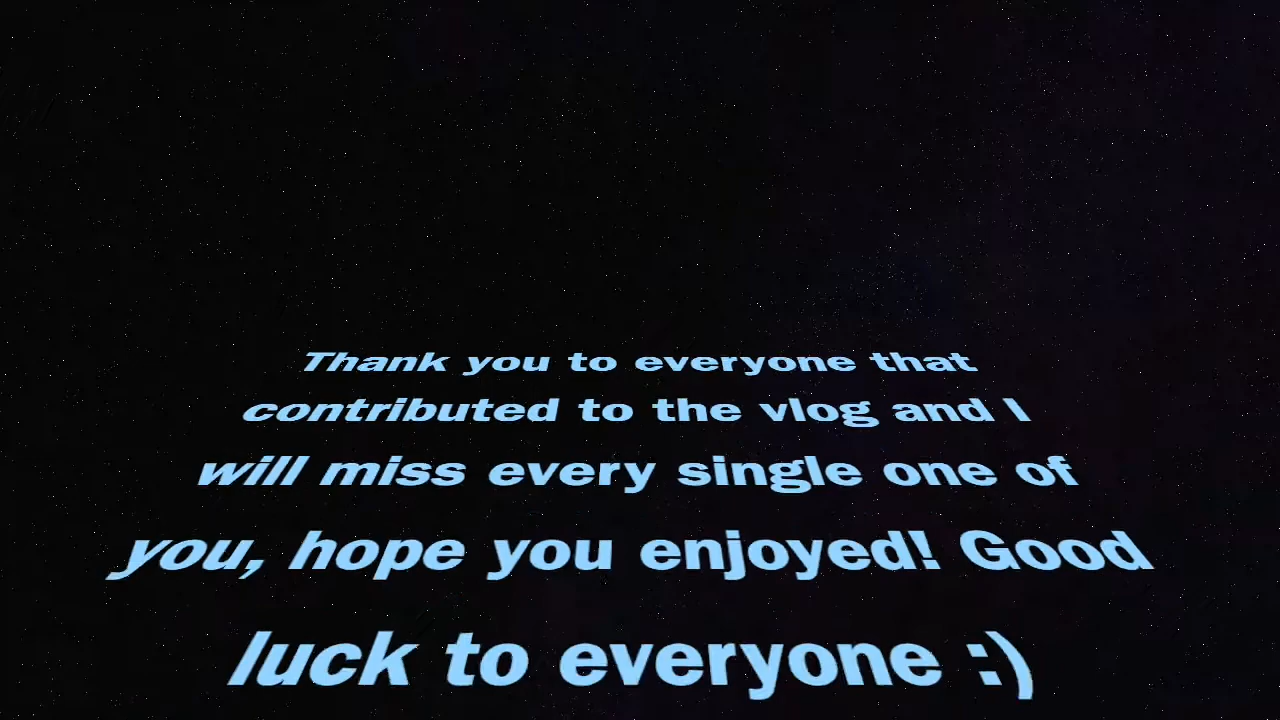 Thank you to everyone that
contributed to the vlog and I
will miss every single one of
you, hope you enjoyed! Good
luck to everyone :)